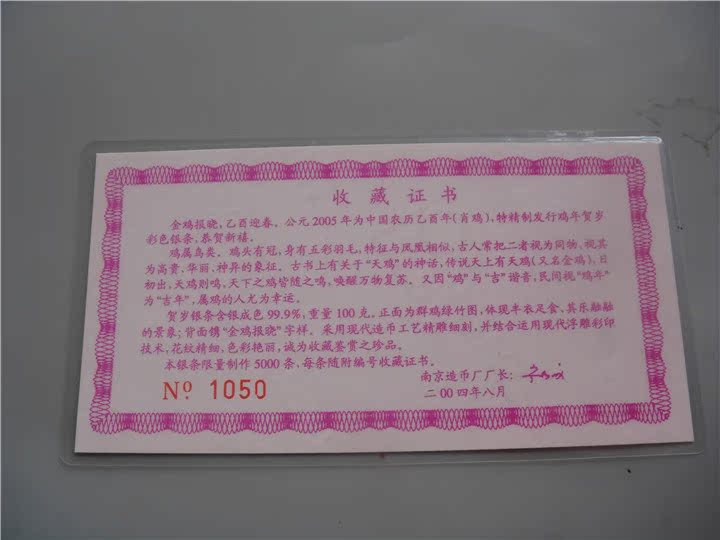 收藏证书
金鸡报晓,乙酉迎春。公元2005年为中国农历乙酉年(肖鸡),特精制发行鸡年贺岁
彩色银条,恭贺新禧。
鸡属鸟类。鸡头有冠,身有五彩羽毛,特征与凤凰相似,古人常把二者视为同物,视其
为高贵、华丽、神异的象征。古书上有关于“天鸡”的神话,传说天上有天鸡(又名金鸡),日
初出,天鸡则鸣,天下之鸡皆随之鸣,唤醒万物复苏。又因“鸡”与“吉”谐音,民间视“鸡年”
为“吉年”,属鸡的人尤为幸运。
贺岁银条含银成色99.9%,重量100克。正面为群鸡绿竹图,体现丰衣足食、其乐融融
的景象;背面镌“金鸡报晓”字样。采用现代造币工艺精雕细刻,并结合运用现代浮雕彩印
技术,花纹精细,色彩艳丽,诚为收藏鉴赏之珍品。
本银条限量制作5000条,每条随附编号收藏证书。
南京造币厂厂长:
No 1050
二00四年八月